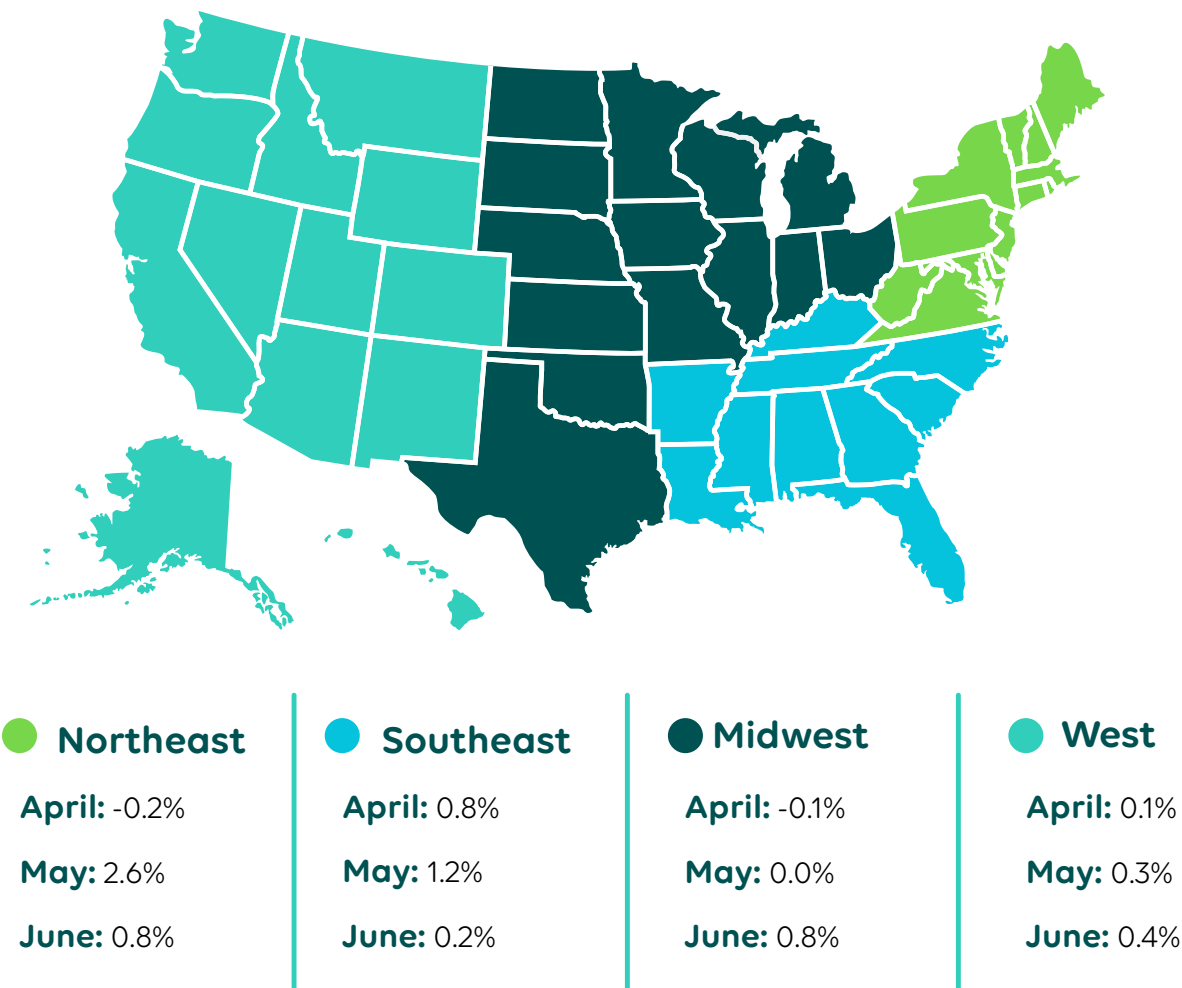 Northeast
April: -0.2%
May: 2.6%
June: 0.8%
Southeast
April: 0.8%
May: 1.2%
June: 0.2%
Midwest
April: -0.1%
May: 0.0%
June: 0.8%
West
April: 0.1%
May: 0.3%
June: 0.4%